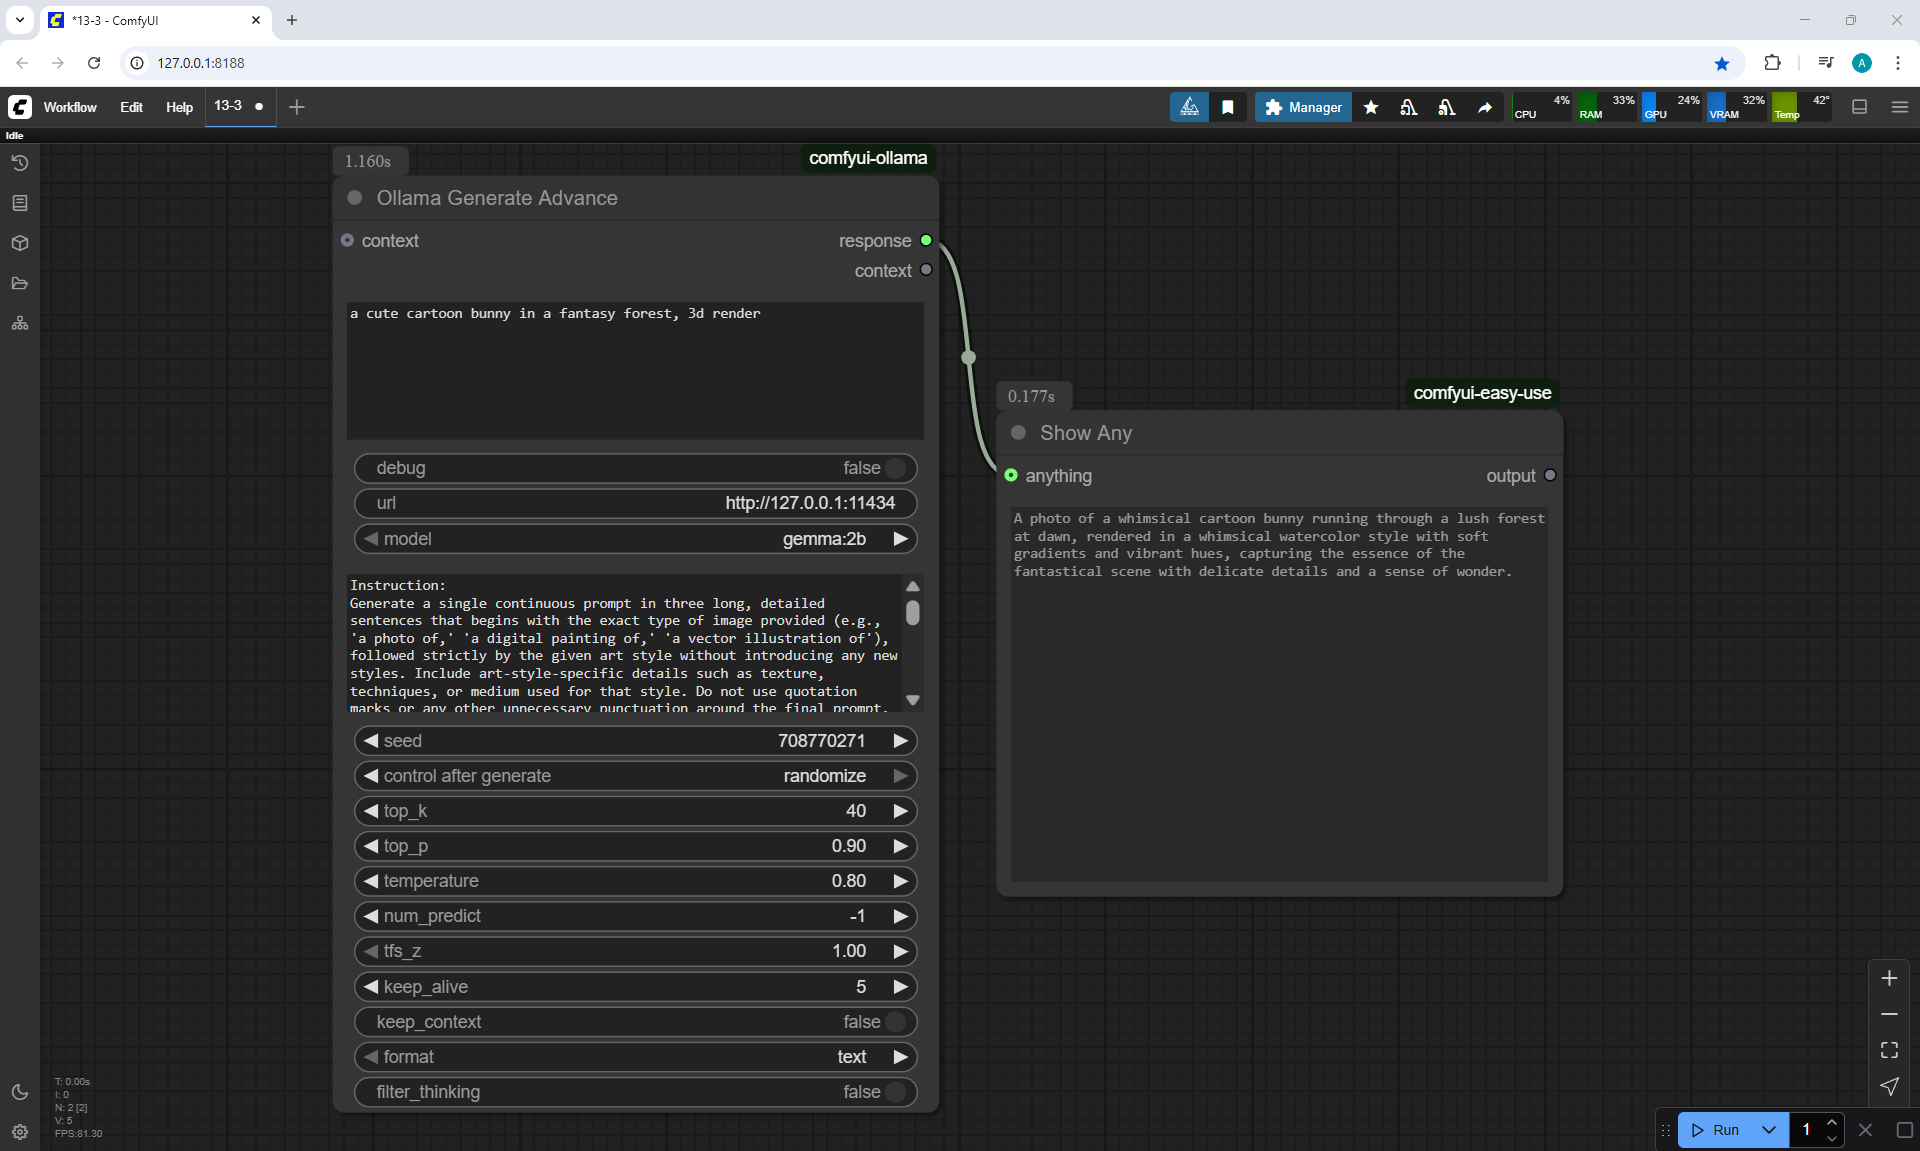 *13-3 - ComfyUI
127.0.0.1:8188
A
Workflow
Edit
Help
13-3
Manager
CPU
4%
RAM
33%
GPU
24%
VRAM
32%
Temp
42°
Idle
1.160s
comfyui-ollama
Ollama Generate Advance
context
response
context
a cute cartoon bunny in a fantasy forest, 3d render
debug
false
url
http://127.0.0.1:11434
model
gemma:2b
Instruction:
Generate a single continuous prompt in three long, detailed
sentences that begins with the exact type of image provided (e.g.,
'a photo of,' 'a digital painting of,' 'a vector illustration of'),
followed strictly by the given art style without introducing any new
styles. Include art-style-specific details such as texture,
techniques, or medium used for that style. Do not use quotation
marks or any other unnecessary punctuation around the final prompt.
seed
708770271
control after generate
randomize
top_k
40
top_p
0.90
temperature
0.80
num_predict
-1
tfs_z
1.00
keep_alive
5
keep_context
false
format
text
filter_thinking
false
0.177s
comfyui-easy-use
Show Any
anything
output
A photo of a whimsical cartoon bunny running through a lush forest
at dawn, rendered in a whimsical watercolor style with soft
gradients and vibrant hues, capturing the essence of the
fantastical scene with delicate details and a sense of wonder.
T: 0.00s
I: 0
N: 2 [2]
V: 5
FPS:81.30
Run
1